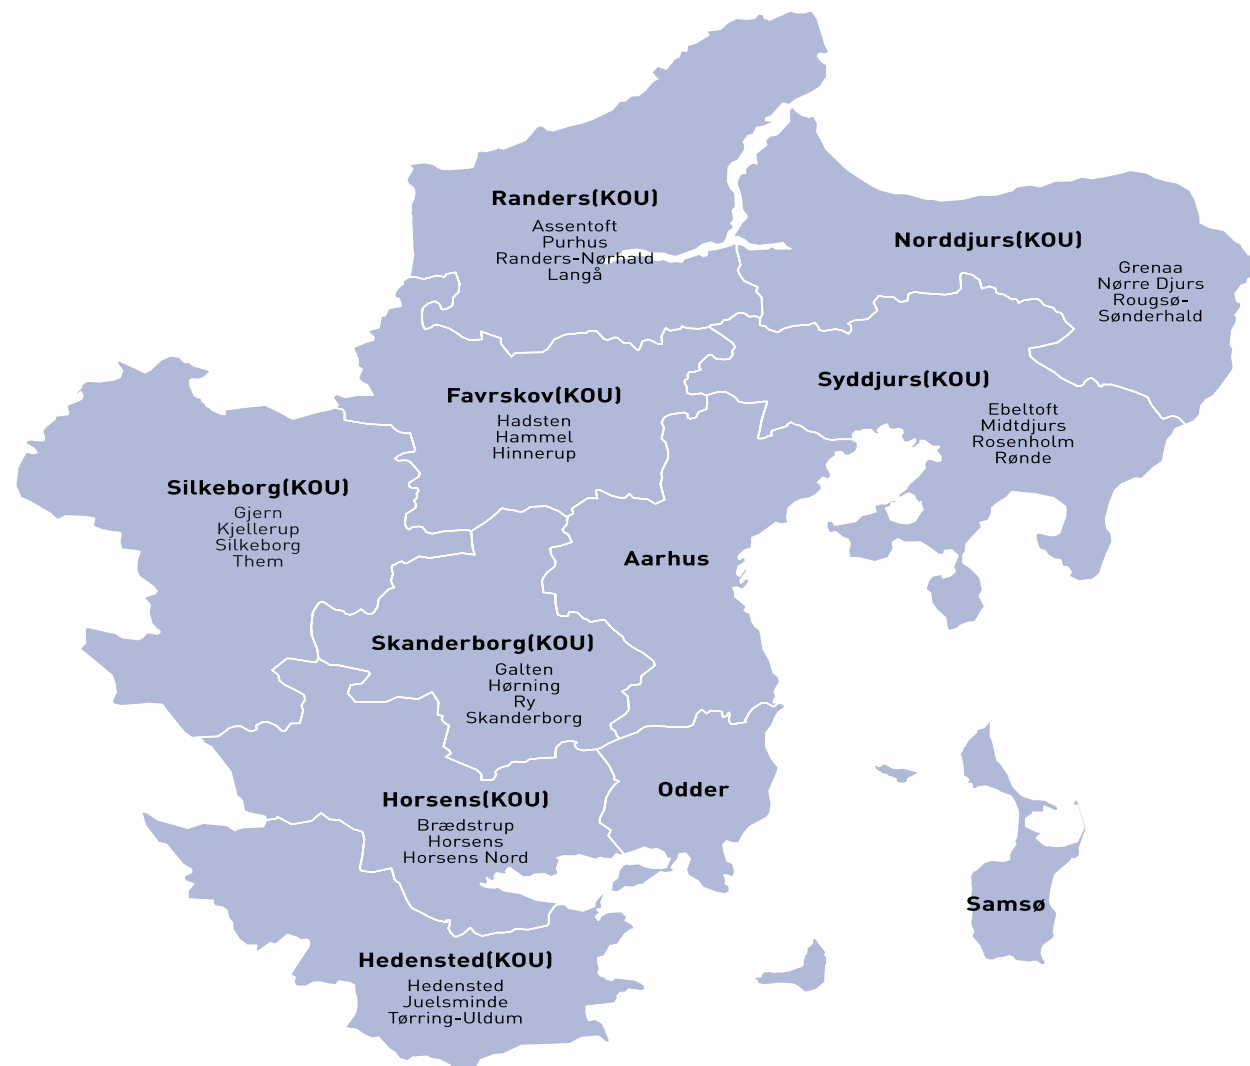 Randers(KOU)
Assentoft
Purhus
Randers-Nørhald
Langå
Norddjurs(KOU)
Grenaa
Nørre Djurs
Rougsø-
Sønderhald
Favrskov(KOU)
Hadsten
Hammel
Hinnerup
Syddjurs(KOU)
Ebeltoft
Midtdjurs
Rosenholm
Rønde
Silkeborg(KOU)
Gjern
Kjellerup
Silkeborg
Them
Aarhus
Skanderborg(KOU)
Galten
Hørning
Ry
Skanderborg
Horsens(KOU)
Brædstrup
Horsens
Horsens Nord
Odder
Samsø
Hedensted(KOU)
Hedensted
Juelsminde
Tørring-Uldum